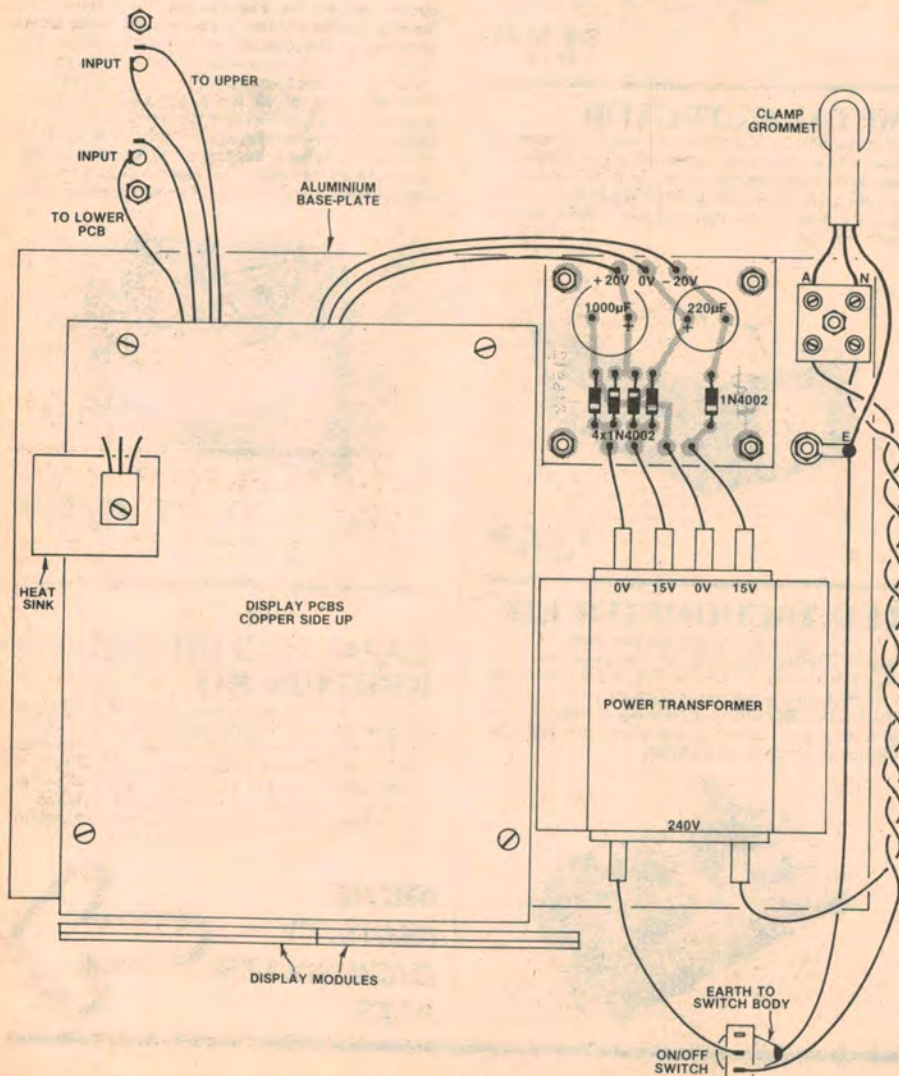 INPUT
TO UPPER
INPUT
TO LOWER
PCB
ALUMINIUM
BASE-PLATE
CLAMP
GROMMET
+20V 0V -20V
1000µF
220µF
+
+
A
N
1N4002
4x1N4002
E
HEAT
SINK
DISPLAY PCBS
COPPER SIDE UP
0V 15V 0V 15V
POWER TRANSFORMER
240V
DISPLAY MODULES
EARTH TO
SWITCH BODY
ON/OFF
SWITCH